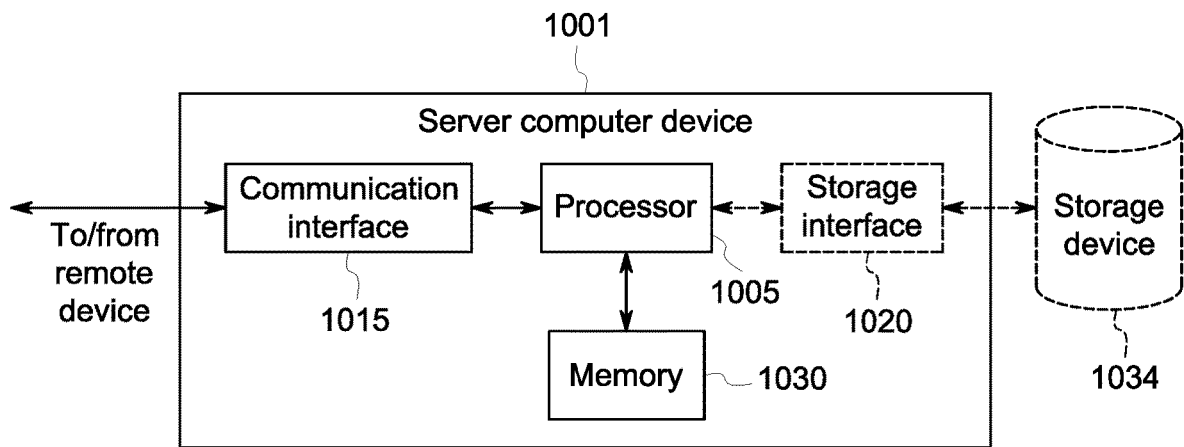 1001
Server computer device
Communication
interface
Processor
Storage
interface
Storage
device
To/from
remote
device
1015
1005
1020
1034
Memory
1030